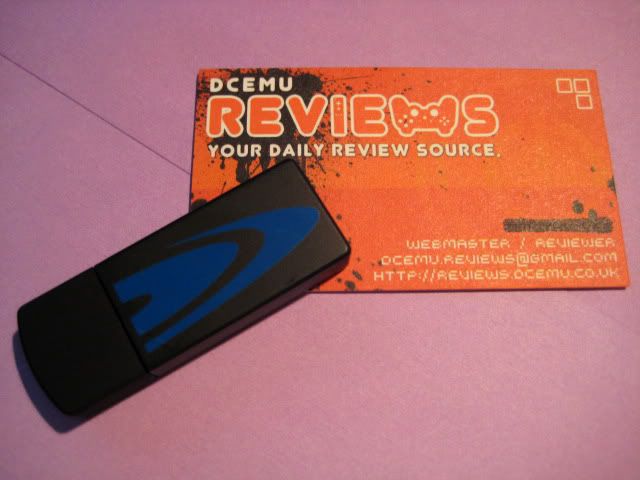 DCEMU
REVIEWS
YOUR DAILY REVIEW SOURCE.
WEBMASTER / REVIEWER
DCEMU.REVIEWS@GMAIL.COM
HTTP://REVIEWS.DCEMU.CO.UK